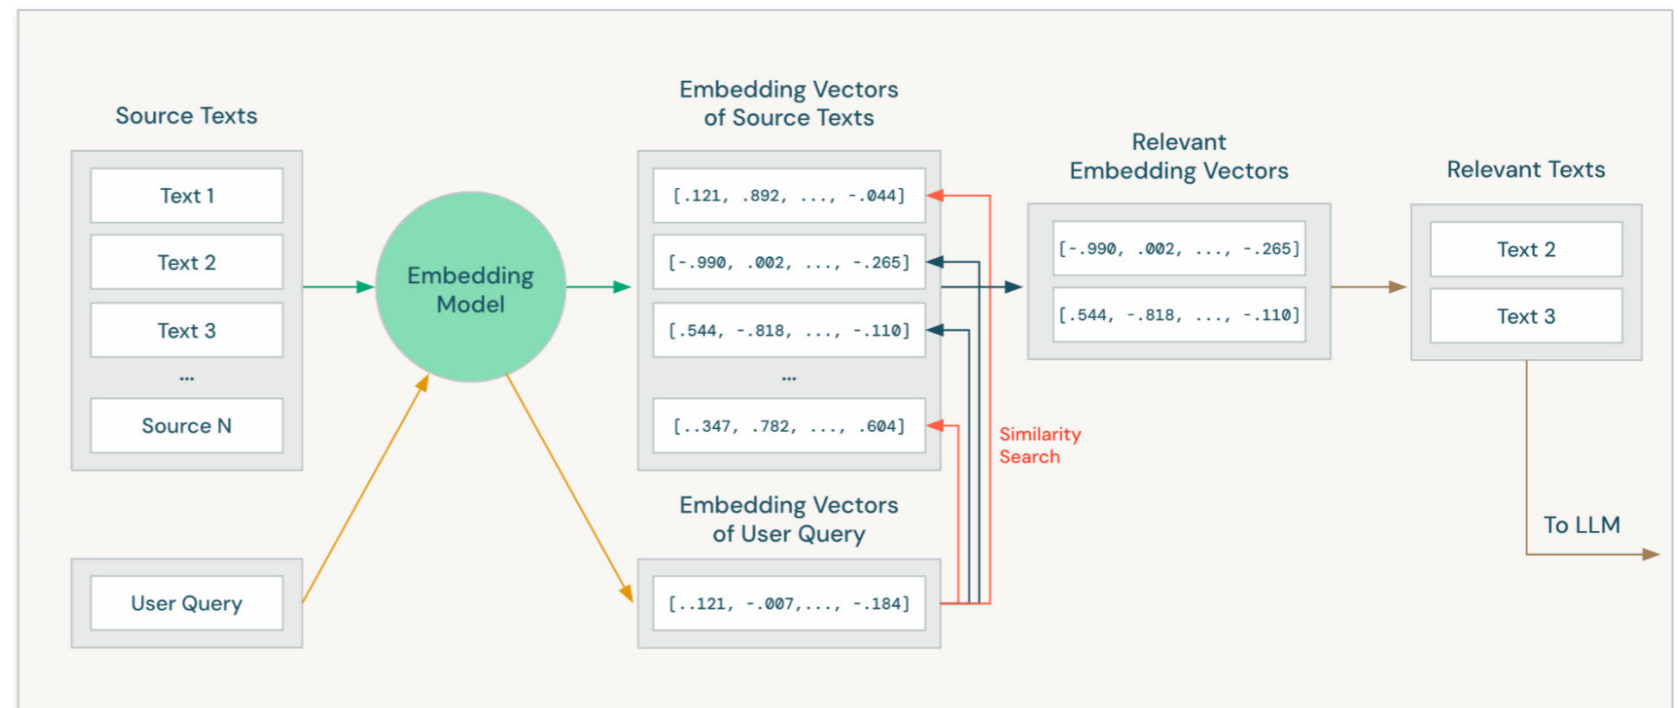 Source Texts
Text 1
Text 2
Text 3
...
Source N
User Query
Embedding
Model
Embedding Vectors
of Source Texts
[.121, .892, ..., -.044]
[-.990, .002, ..., -.265]
[.544, -.818, ..., -.110]
...
[..347, .782, ..., .604]
Similarity
Search
Embedding Vectors
of User Query
[..121, -.007,..., -.184]
Relevant
Embedding Vectors
[-.990, .002, ..., -.265]
[.544, -.818, ..., -.110]
Relevant Texts
Text 2
Text 3
To LLM